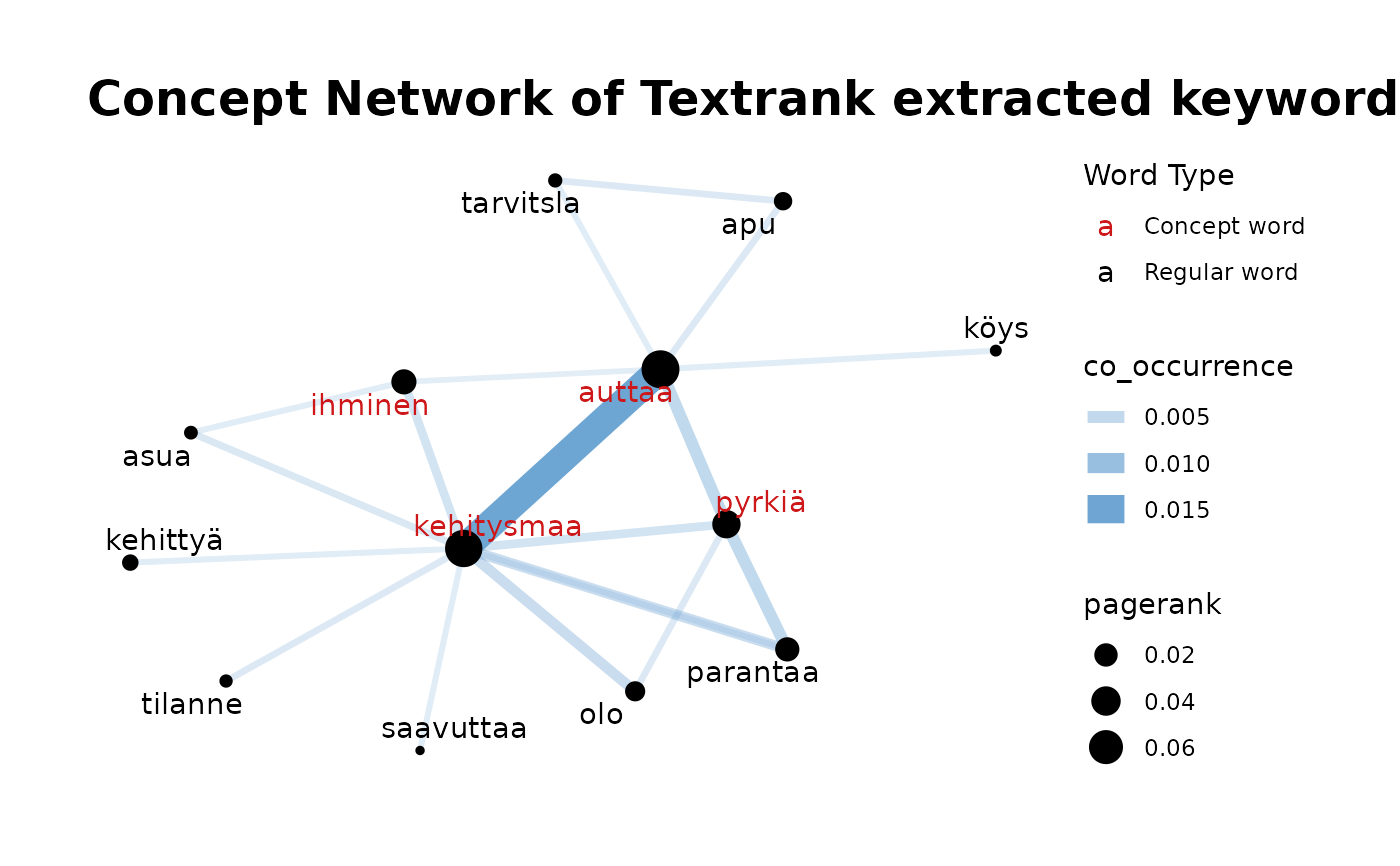 Concept Network of Textrank extracted keyword
tarvitsla
apu
köys
auttaa
ihminen
asua
pyrkiä
kehitysmaa
kehittyä
parantaa
tilanne
olo
saavuttaa
Word Type
a Concept word
a Regular word
co_occurrence
0.005
0.010
0.015
pagerank
0.02
0.04
0.06